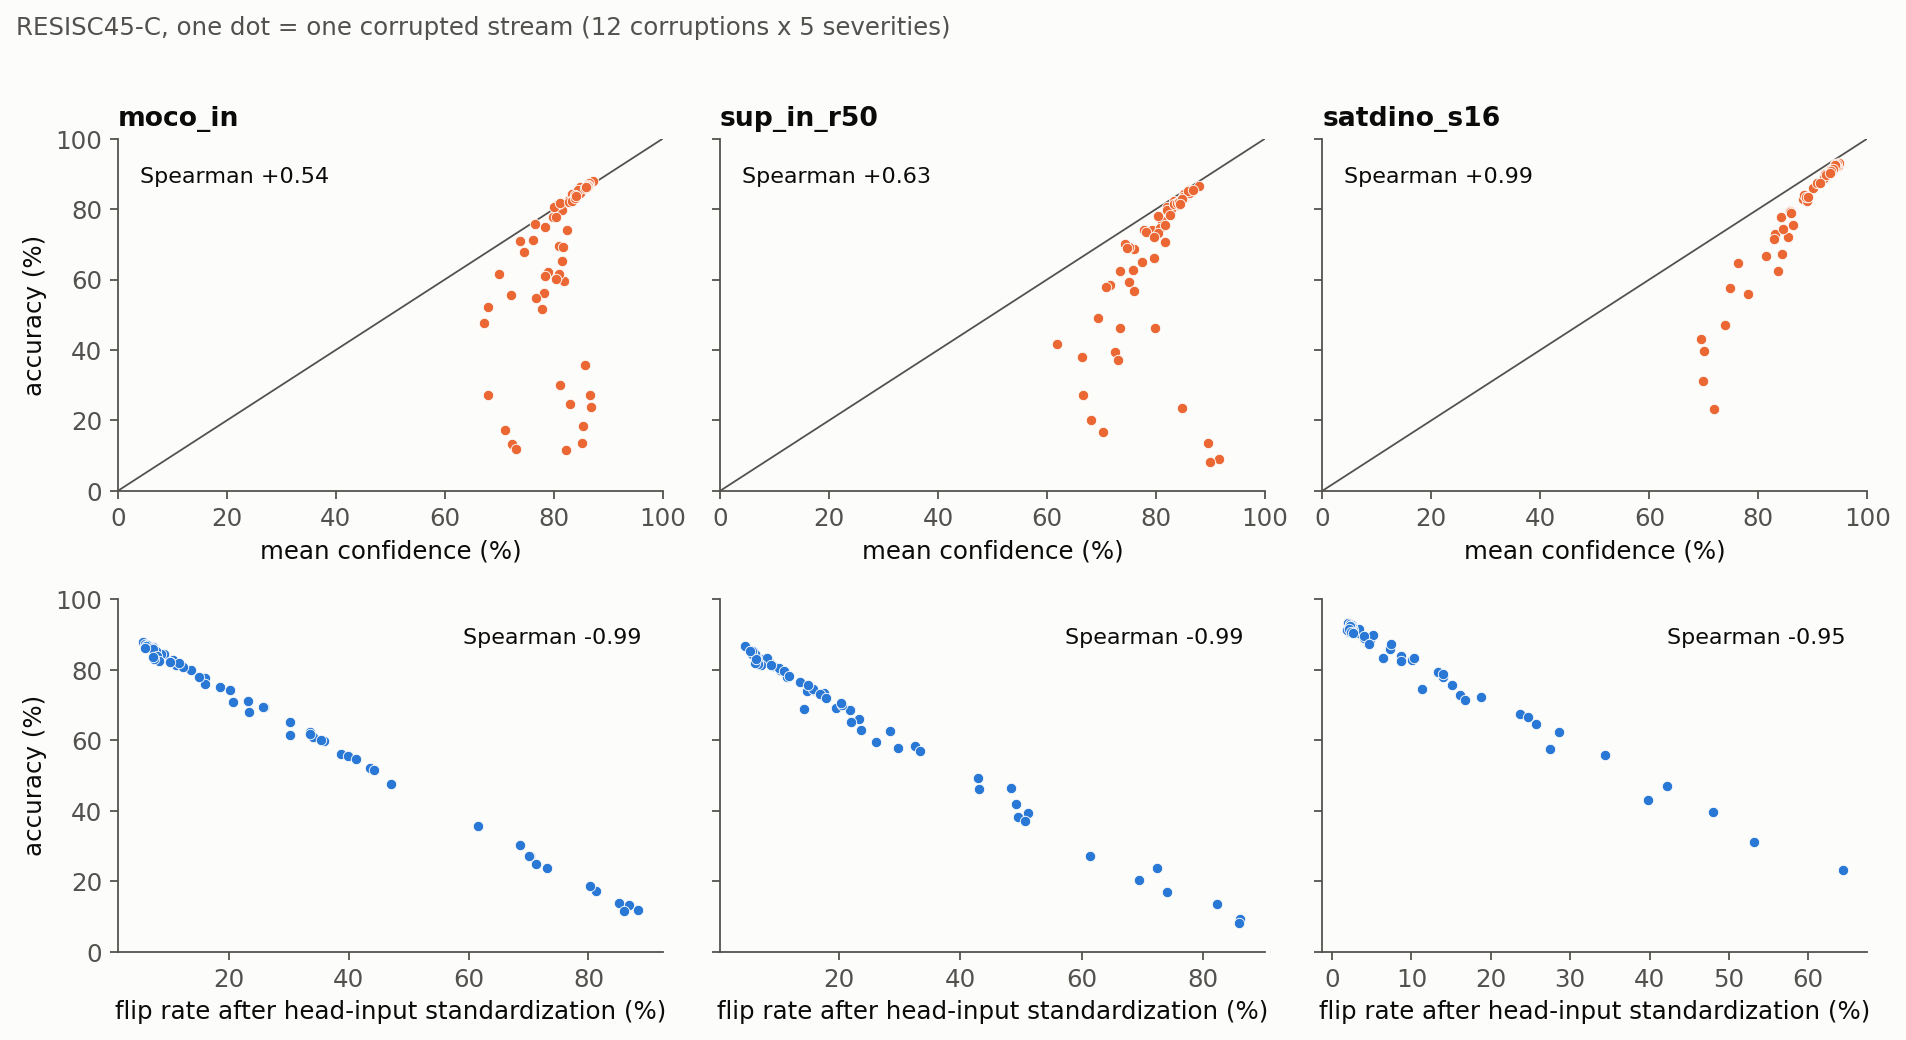 RESISC45-C, one dot = one corrupted stream (12 corruptions x 5 severities)
moco_in
sup_in_r50
satdino_s16
Spearman +0.54
Spearman +0.63
Spearman +0.99
accuracy (%)
100
80
60
40
20
0
0 20 40 60 80 100
0 20 40 60 80 100
0 20 40 60 80 100
mean confidence (%)
mean confidence (%)
mean confidence (%)
Spearman -0.99
Spearman -0.99
Spearman -0.95
accuracy (%)
100
80
60
40
20
0
20 40 60 80
20 40 60 80
0 10 20 30 40 50 60
flip rate after head-input standardization (%)
flip rate after head-input standardization (%)
flip rate after head-input standardization (%)